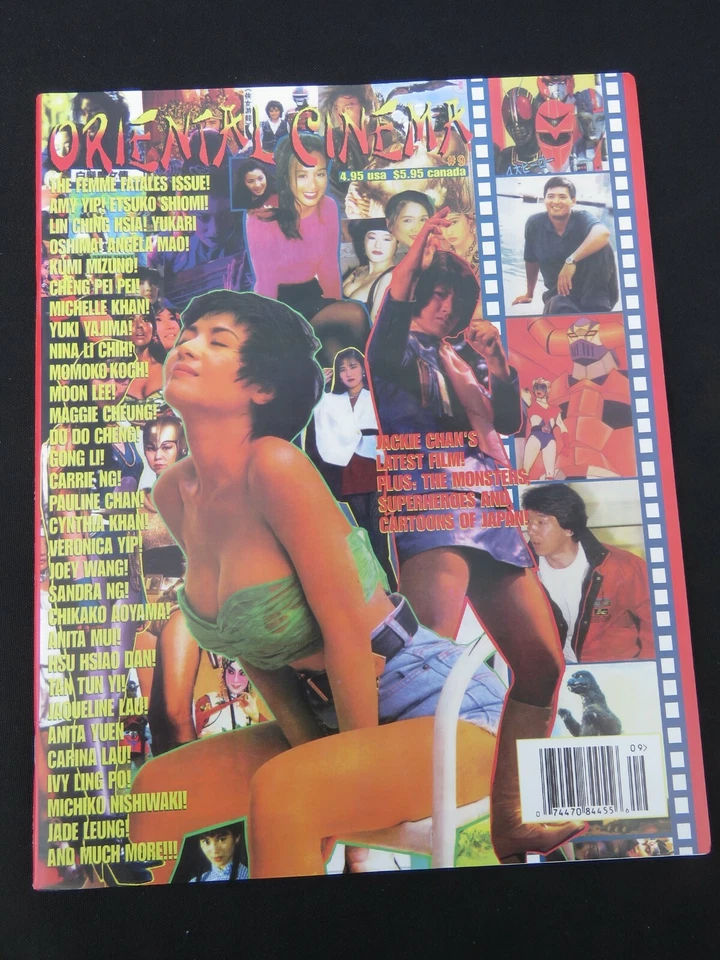 ORIENTAL CINEMA
#9
4.95 usa $5.95 canada
THE FEMME FATALES ISSUE!
AMY YIP! ETSUKO SHIOMI!
LIN CHING HSIA! YUKARI
OSHIMA! ANGELA MAO!
KUMI MIZUNO!
CHENG PEI PEI!
MICHELLE KHAN!
YUKI YAJIMA!
NINA LI CHIH!
MOMOKO KOCH!
MOON LEE!
MAGGIE CHEUNG!
DO DO CHENG!
GONG LI!
CARRIE NG!
PAULINE CHAN!
CYNTHIA KHAN!
VERONICA YIP!
JOEY WANG!
SANDRA NG!
CHIKAKO AOYAMA!
ANITA MUI!
HSU HSIAO DAN!
TAN TUN YI!
JAQUELINE LAU!
ANITA YUEN
CARINA LAU!
IVY LING PO!
MICHIKO NISHIWAKI!
JADE LEUNG!
AND MUCH MORE!!!
JACKIE CHAN'S
LATEST FILM!
PLUS: THE MONSTERS,
SUPERHEROES AND
CARTOONS OF JAPAN!
09>
0 74470 84455 6